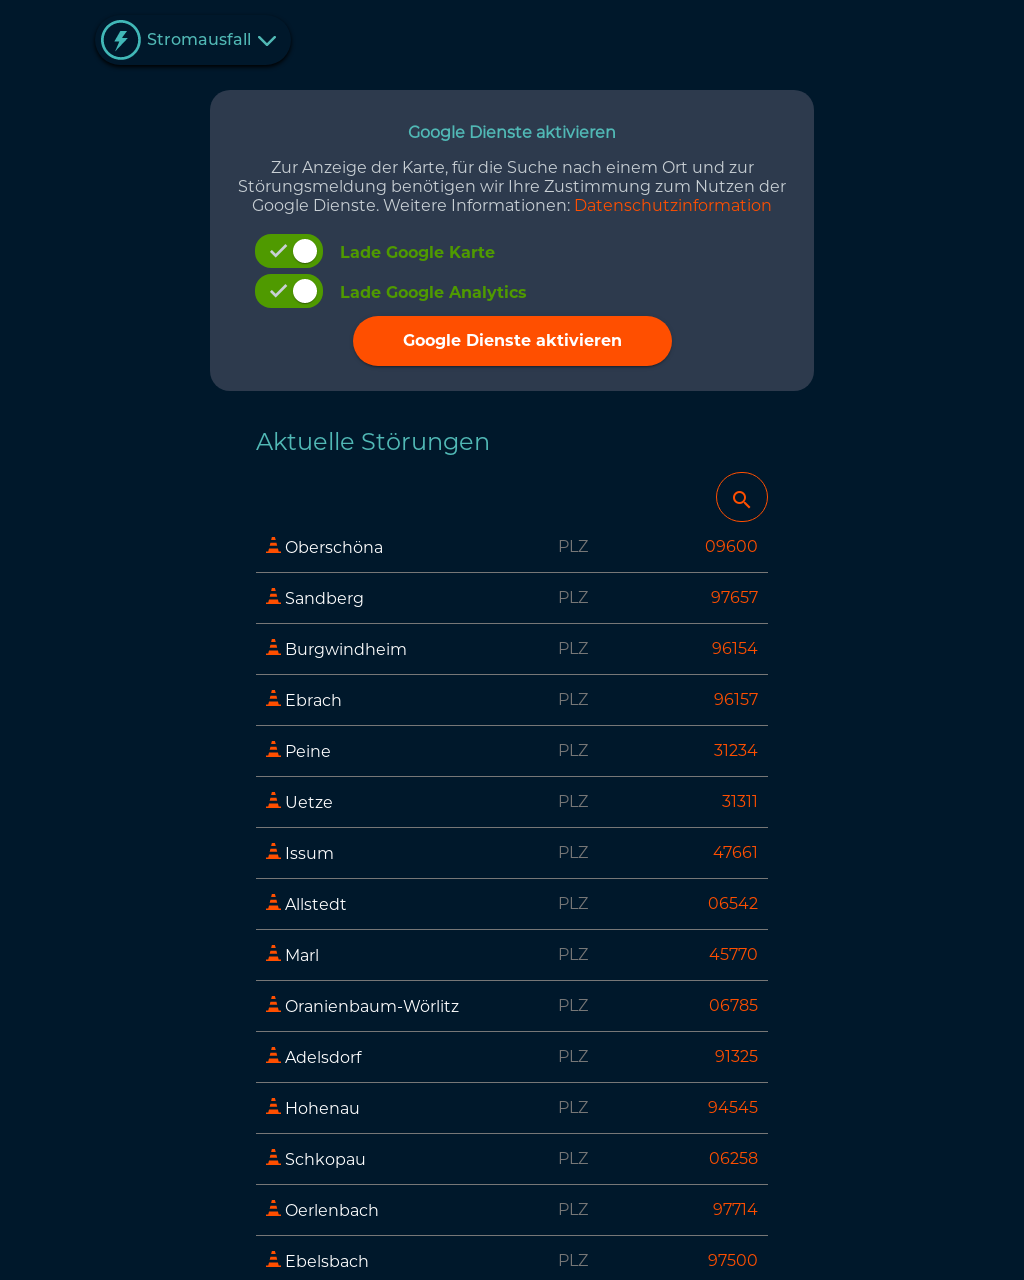 Stromausfall
Google Dienste aktivieren
Zur Anzeige der Karte, für die Suche nach einem Ort und zur
Störungsmeldung benötigen wir Ihre Zustimmung zum Nutzen der
Google Dienste. Weitere Informationen: Datenschutzinformation
Lade Google Karte
Lade Google Analytics
Google Dienste aktivieren
Aktuelle Störungen
Oberschöna PLZ 09600
Sandberg PLZ 97657
Burgwindheim PLZ 96154
Ebrach PLZ 96157
Peine PLZ 31234
Uetze PLZ 31311
Issum PLZ 47661
Allstedt PLZ 06542
Marl PLZ 45770
Oranienbaum-Wörlitz PLZ 06785
Adelsdorf PLZ 91325
Hohenau PLZ 94545
Schkopau PLZ 06258
Oerlenbach PLZ 97714
Ebelsbach PLZ 97500